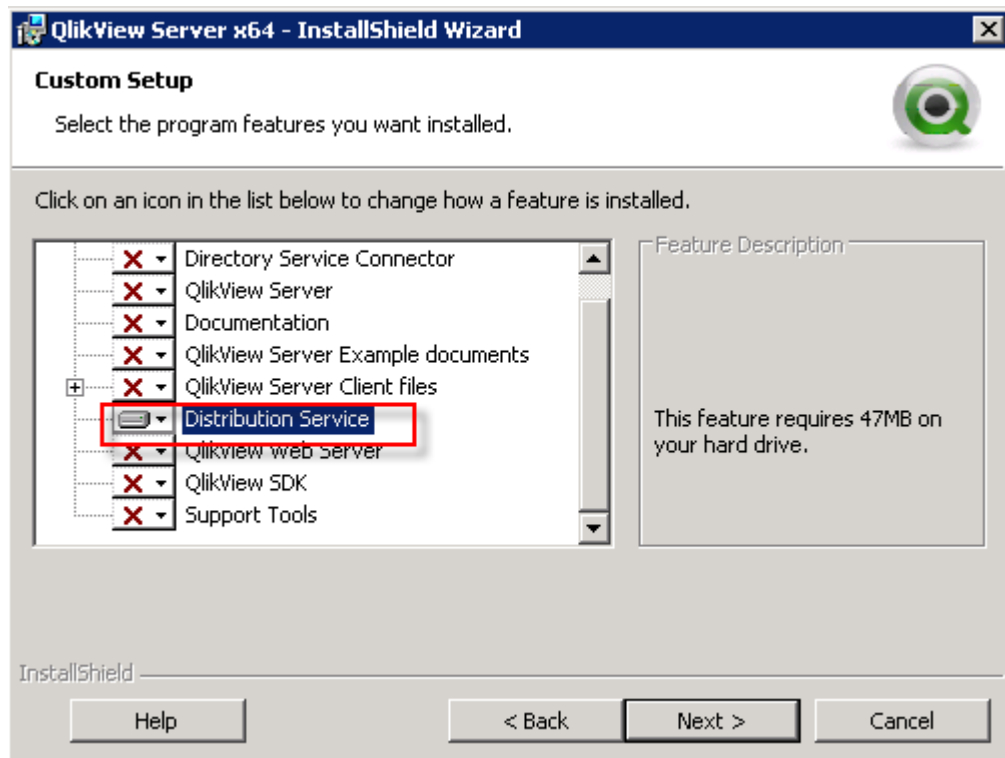 QlikView Server x64 - InstallShield Wizard
Custom Setup
Select the program features you want installed.
Click on an icon in the list below to change how a feature is installed.
Directory Service Connector
QlikView Server
Documentation
QlikView Server Example documents
QlikView Server Client files
Distribution Service
QlikView Web Server
QlikView SDK
Support Tools
Feature Description
This feature requires 47MB on
your hard drive.
InstallShield
Help
< Back
Next >
Cancel